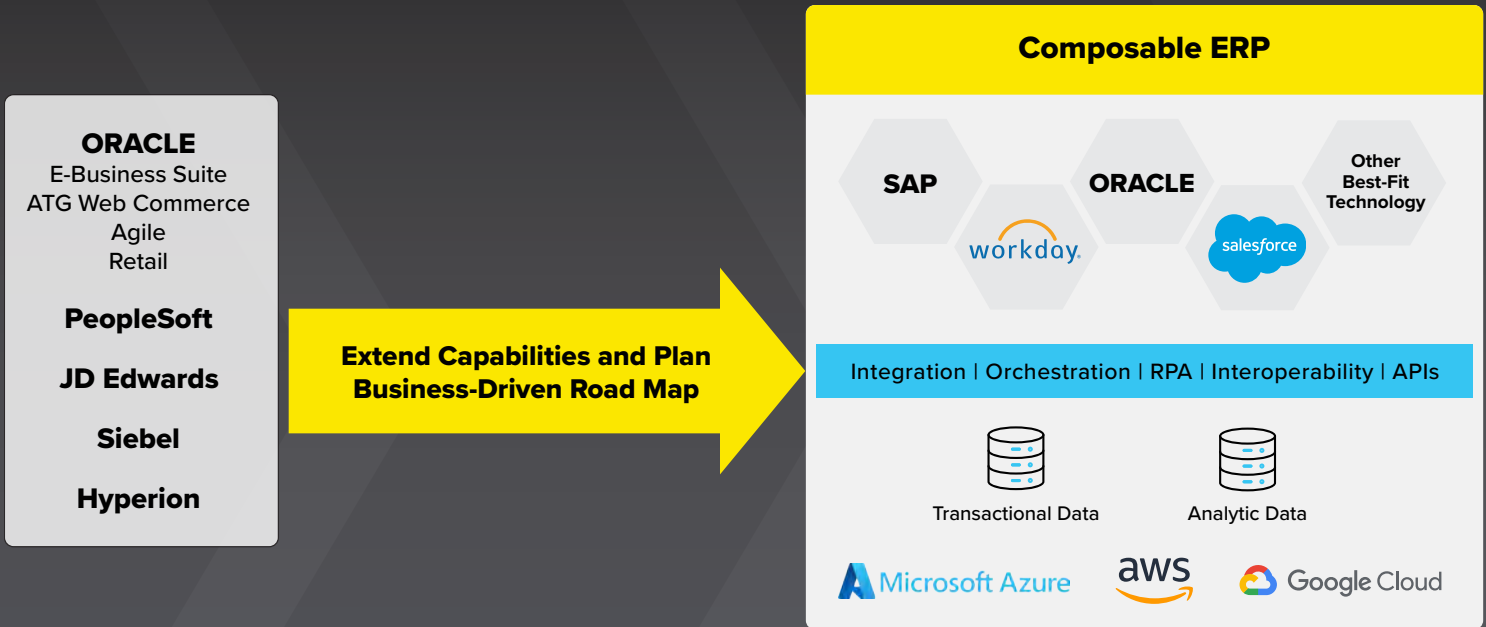 ORACLE
E-Business Suite
ATG Web Commerce
Agile
Retail
PeopleSoft
JD Edwards
Siebel
Hyperion
Extend Capabilities and Plan
Business-Driven Road Map
Composable ERP
SAP
workday.
ORACLE
salesforce
Other
Best-Fit
Technology
Integration | Orchestration | RPA | Interoperability | APIs
Transactional Data
Analytic Data
Microsoft Azure
aws
Google Cloud